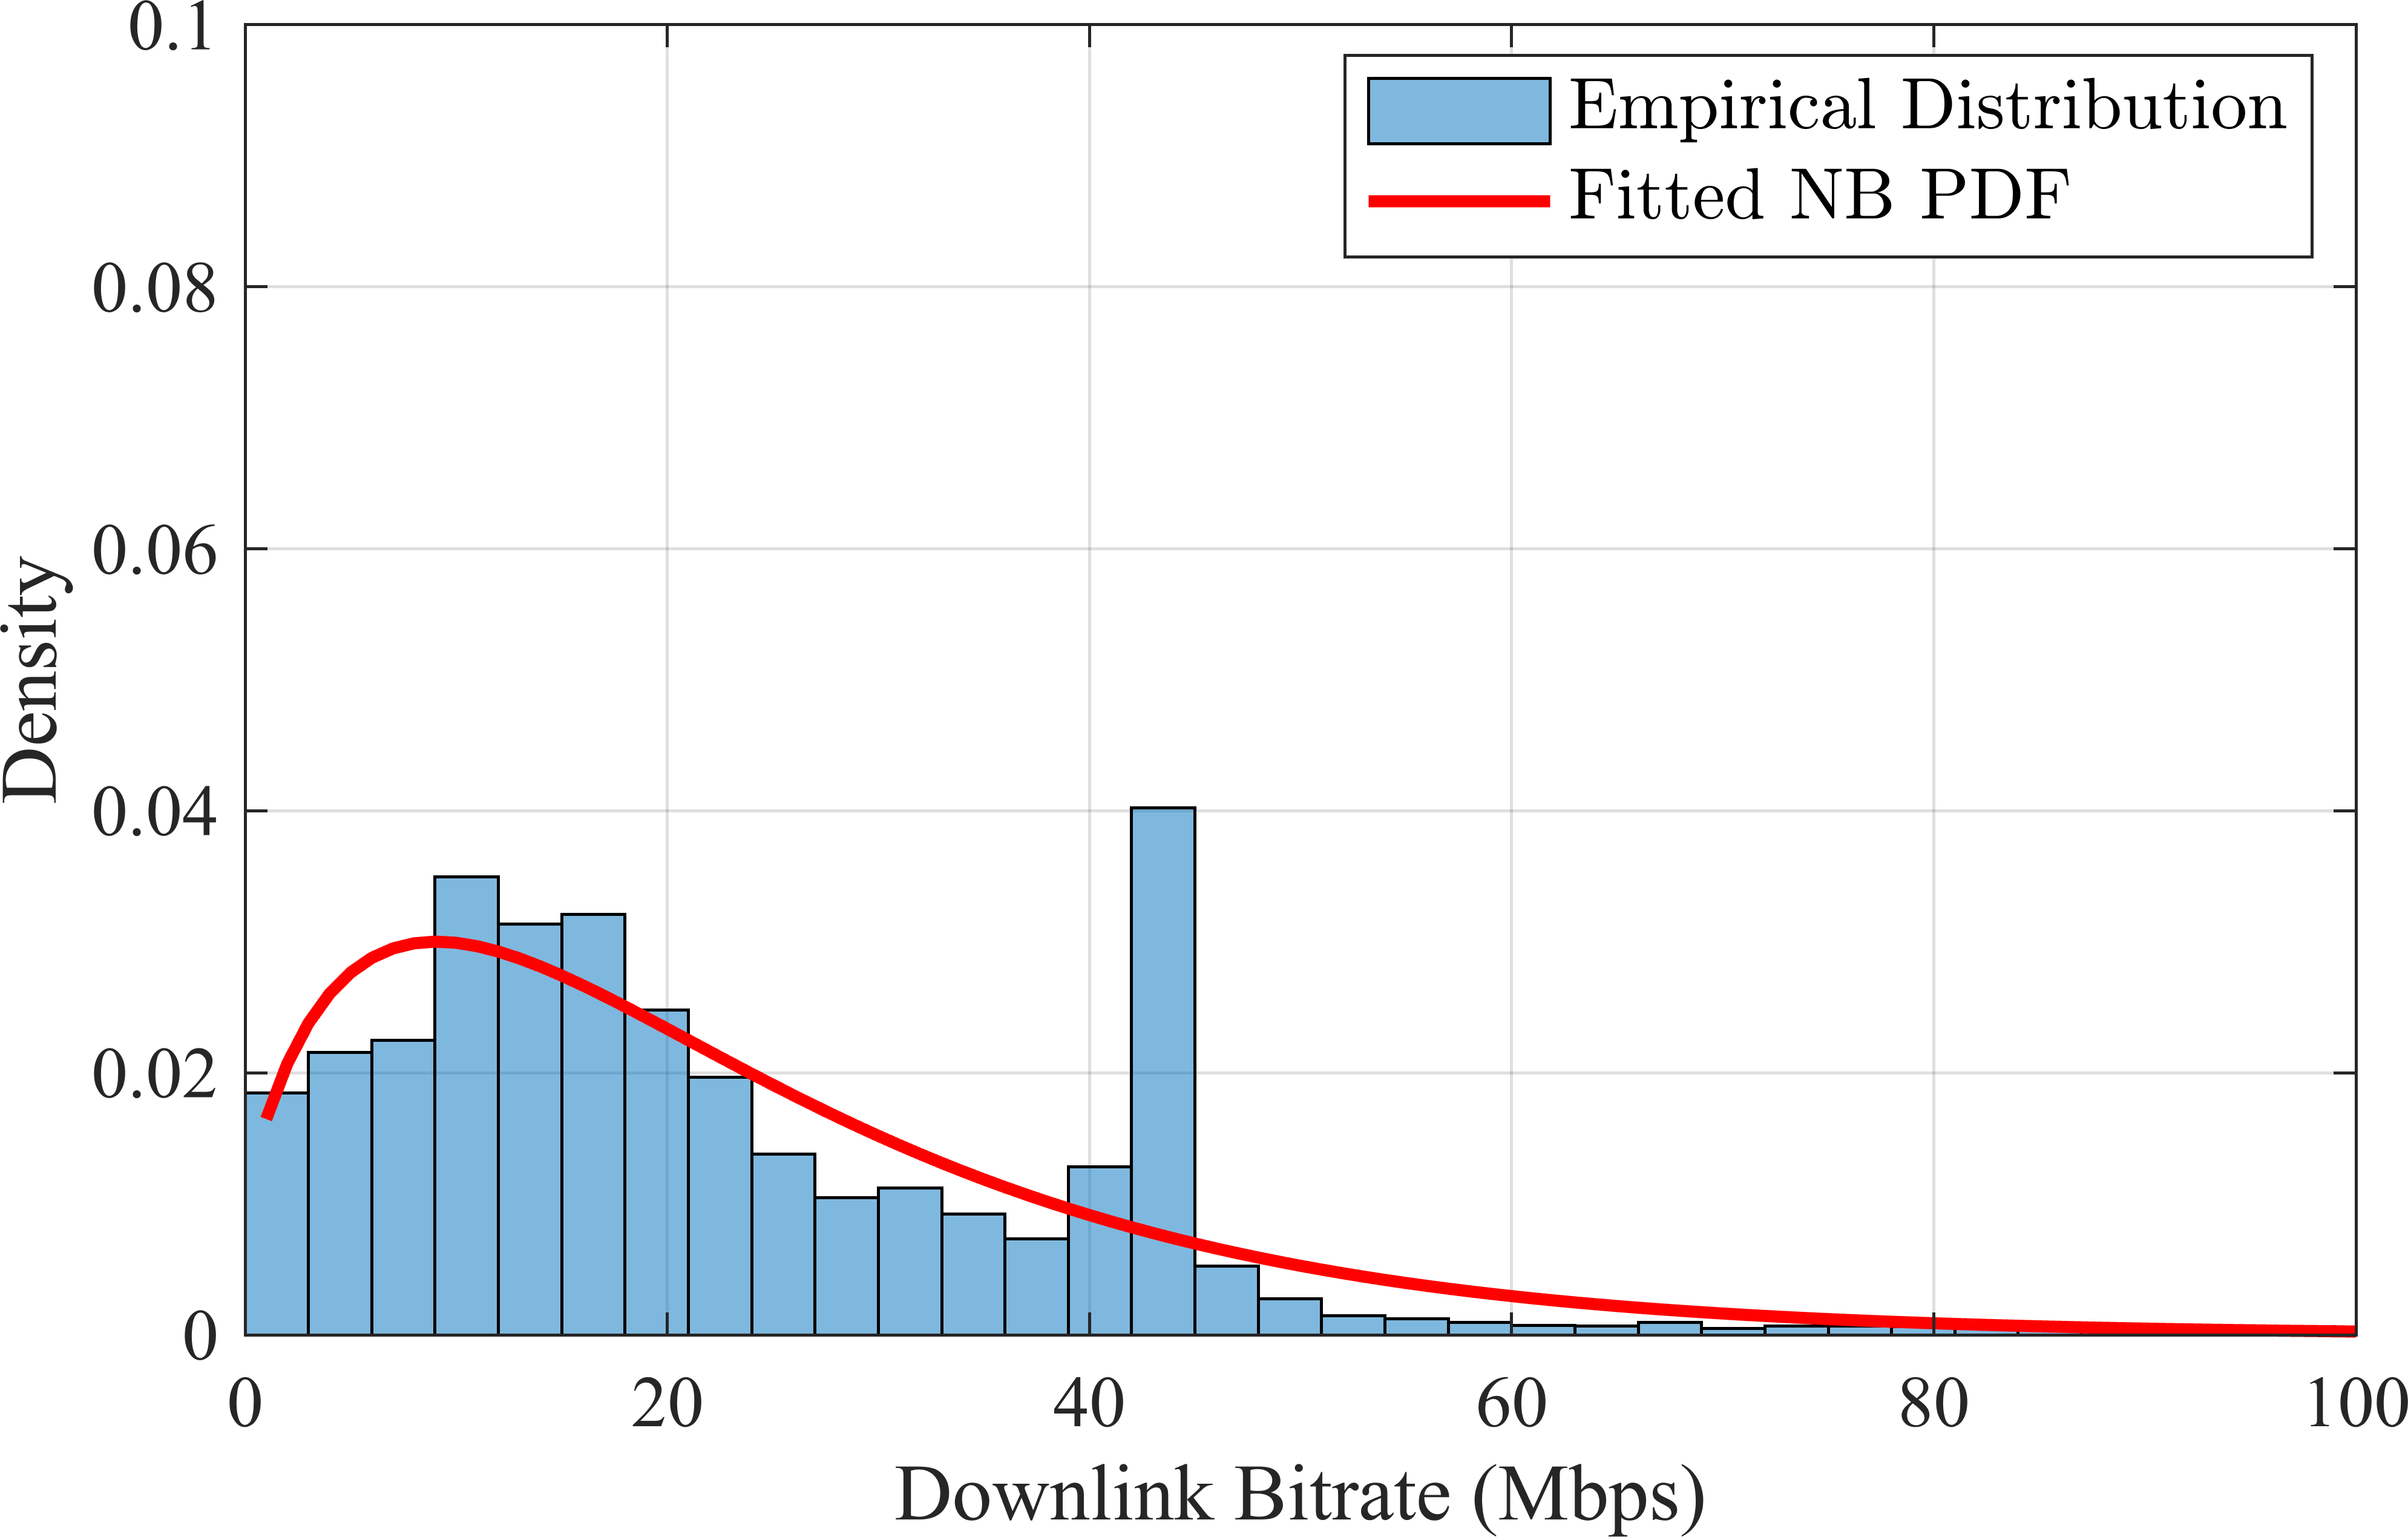 Empirical Distribution
Fitted NB PDF
Density
0.1
0.08
0.06
0.04
0.02
0
0 20 40 60 80 100
Downlink Bitrate (Mbps)